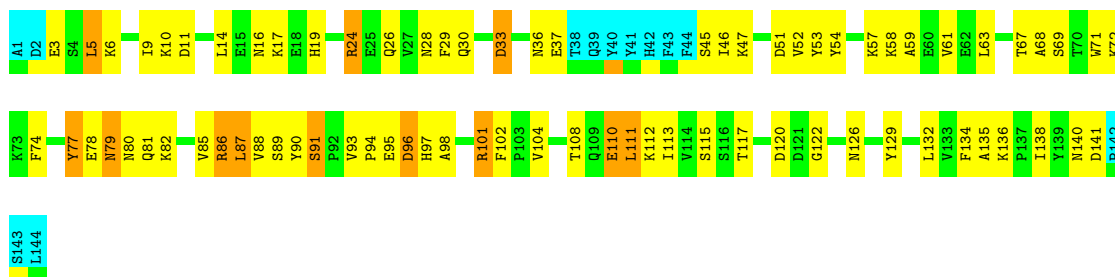 A1 D2 E3 S4 L5 K6 I9 K10 D11 L14 E15 N16 K17 E18 H19 R24 E25 Q26 V27 N28 F29 Q30 D33 N36 E37 T38 Q39 Y40 Y41 H42 F43 F44 S45 I46 K47 D51 V52 Y53 Y54 K57 K58 A59 E60 V61 E62 L63 T67 A68 S69 T70 W71 K72
K73 F74 Y77 E78 N79 N80 Q81 K82 V85 R86 L87 V88 S89 Y90 S91 P92 V93 P94 E95 D96 H97 A98 R101 F102 P103 V104 T108 Q109 E110 L111 K112 I113 V114 S115 S116 T117 D120 D121 G122 N126 Y129 L132 V133 F134 A135 K136 P137 I138 Y139 N140 D141 P142
S143 L144